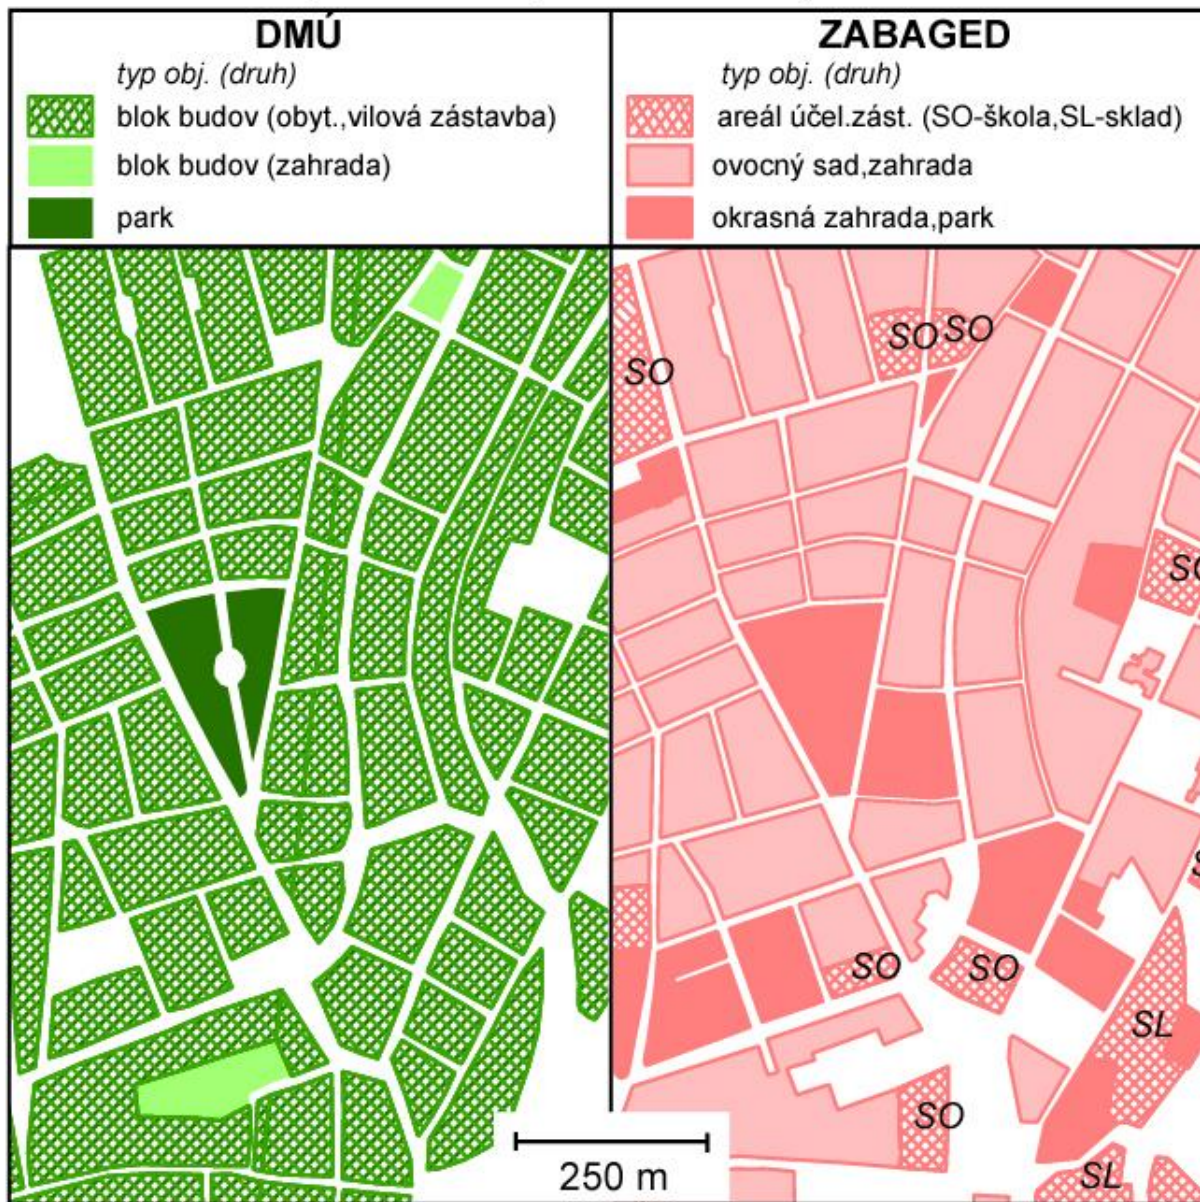 DMÚ
typ obj. (druh)
blok budov (obyt.,vilová zástavba)
blok budov (zahrada)
park
ZABAGED
typ obj. (druh)
areál účel.zást. (SO-škola,SL-sklad)
ovocný sad,zahrada
okrasná zahrada,park
SO SO
SO
SO
SO
SL
SO
SL
250 m